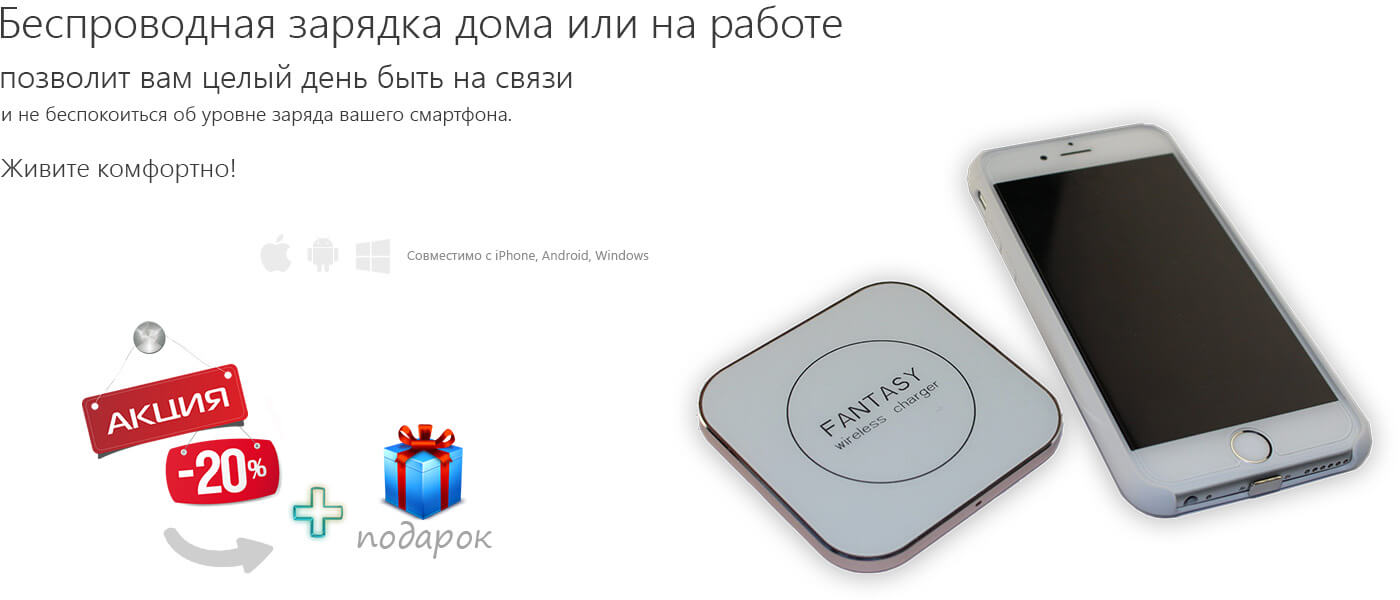 Беспроводная зарядка дома или на работе
позволит вам целый день быть на связи
и не беспокоиться об уровне заряда вашего смартфона.
Живите комфортно!
Совместимо с iPhone, Android, Windows
АКЦИЯ
-20%
подарок
FANTASY
wireless charger